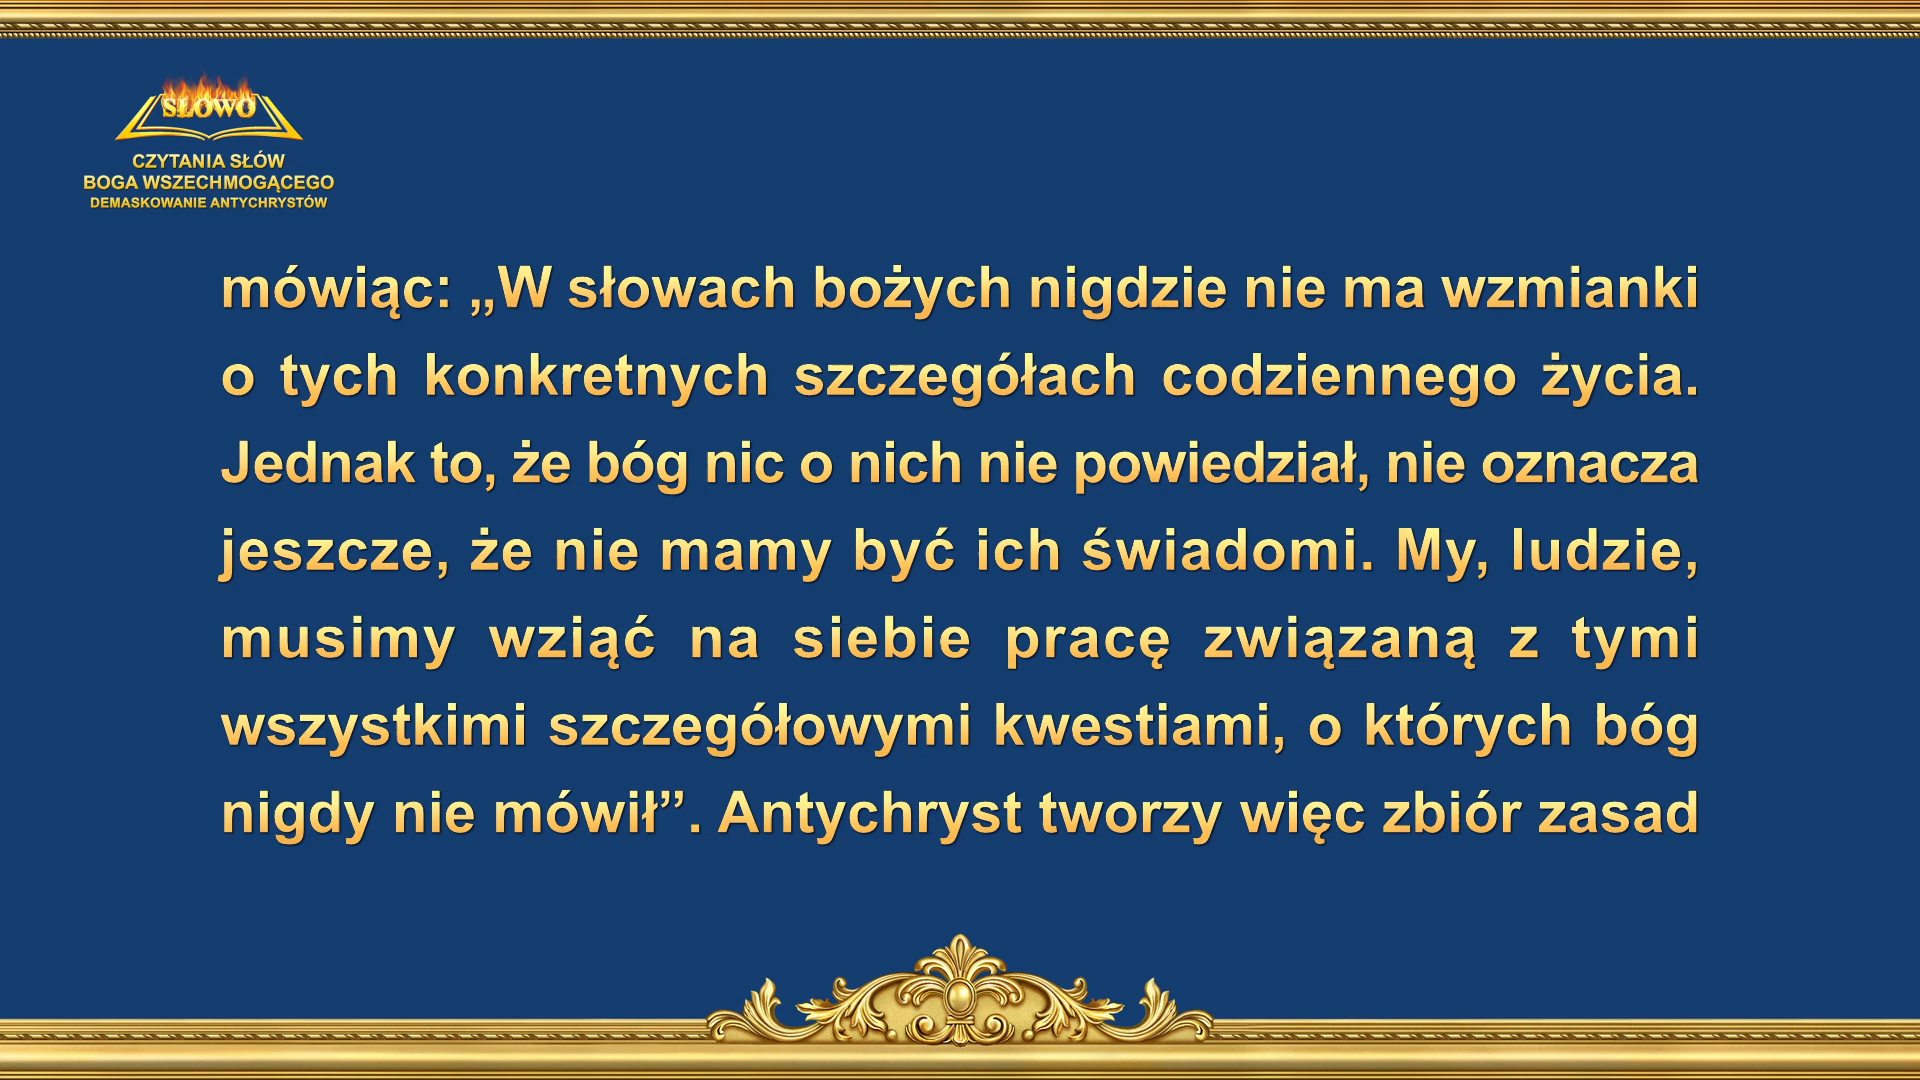 SŁOWO
CZYTANIA SŁÓW
BOGA WSZECHMOGĄCEGO
DEMASKOWANIE ANTYCHRYSTÓW
mówiąc: „W słowach bożych nigdzie nie ma wzmianki
o tych konkretnych szczegółach codziennego życia.
Jednak to, że bóg nic o nich nie powiedział, nie oznacza
jeszcze, że nie mamy być ich świadomi. My, ludzie,
musimy wziąć na siebie pracę związaną z tymi
wszystkimi szczegółowymi kwestiami, o których bóg
nigdy nie mówił”. Antychryst tworzy więc zbiór zasad